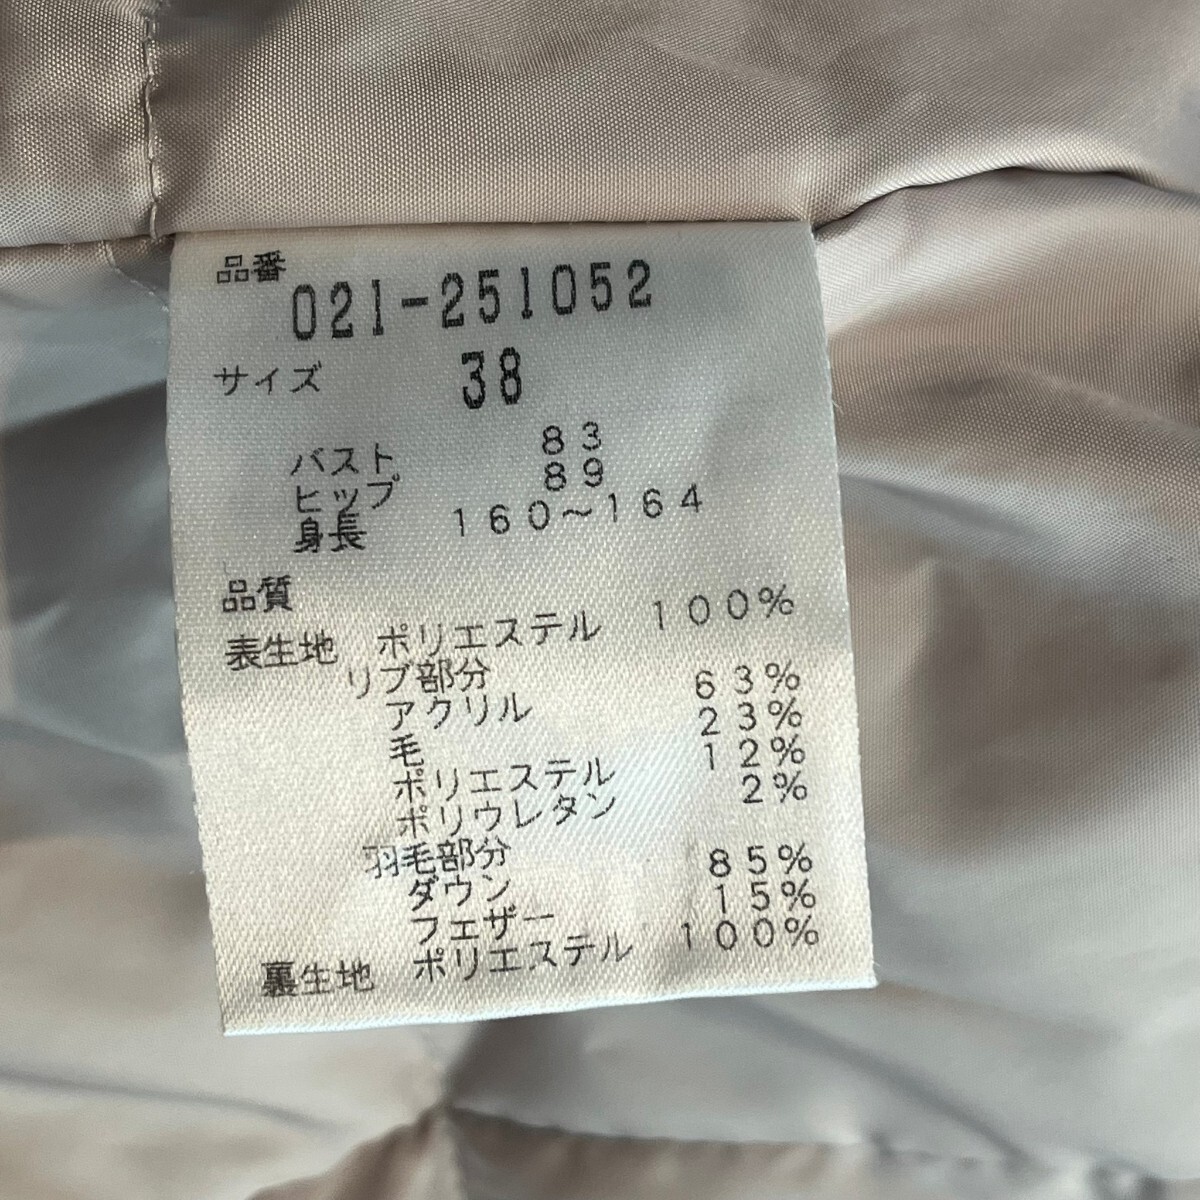 品番
021-251052
サイズ 38
バスト 83
ヒップ 89
身長 160～164
品質
表生地 ポリエステル 100%
リブ部分
アクリル 63%
毛 23%
ポリエステル 12%
ポリウレタン 2%
羽毛部分
ダウン 85%
フェザー 15%
裏生地 ポリエステル 100%